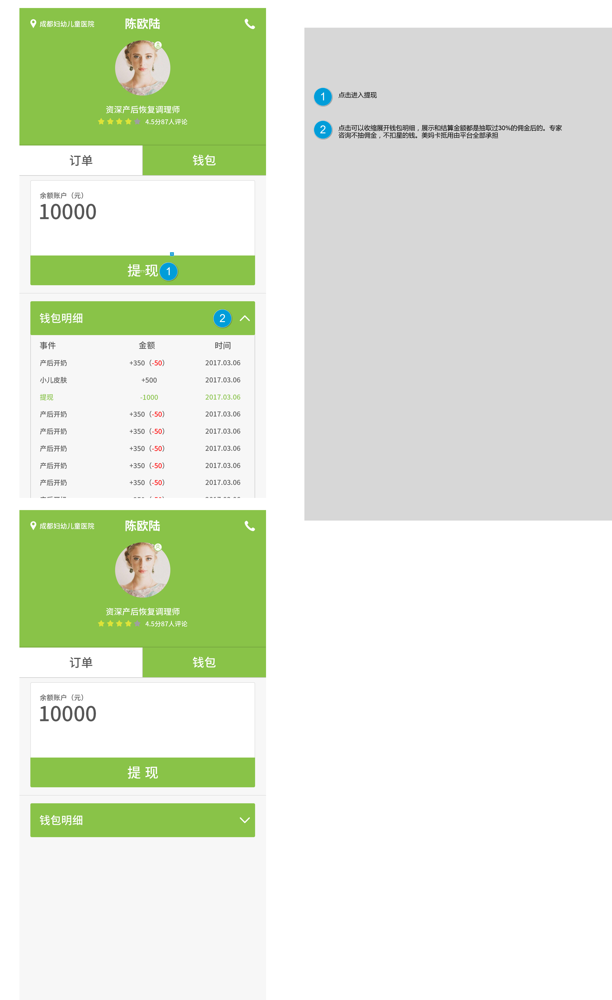 成都妇幼儿童医院
陈欧陆
资深产后恢复调理师
4.5分87人评论
订单 钱包
余额账户（元）
10000
1
提 现 1
钱包明细 2
事件 金额 时间
产后开奶 +350（-50） 2017.03.06
小儿皮肤 +500 2017.03.06
提现 -1000 2017.03.06
产后开奶 +350（-50） 2017.03.06
产后开奶 +350（-50） 2017.03.06
产后开奶 +350（-50） 2017.03.06
产后开奶 +350（-50） 2017.03.06
产后开奶 +350（-50） 2017.03.06
1 点击进入提现
2 点击可以收缩展开钱包明细，展示和结算金额都是抽取过30%的佣金后的。专家
咨询不抽佣金，不扣星的钱。美妈卡抵用由平台全部承担
成都妇幼儿童医院
陈欧陆
资深产后恢复调理师
4.5分87人评论
订单 钱包
余额账户（元）
10000
提 现
钱包明细